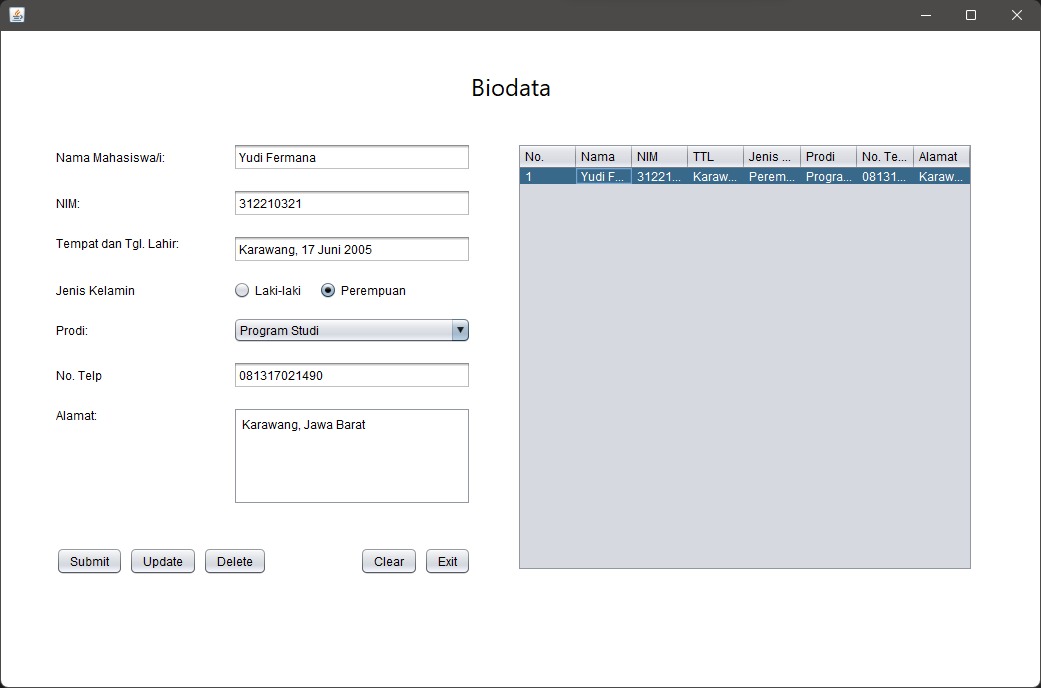 Biodata
Nama Mahasiswa/i: Yudi Fermana
NIM: 312210321
Tempat dan Tgl. Lahir: Karawang, 17 Juni 2005
Jenis Kelamin Laki-laki Perempuan
Prodi: Program Studi
No. Telp 081317021490
Alamat: Karawang, Jawa Barat
Submit Update Delete Clear Exit
No. Nama NIM TTL Jenis ... Prodi No. Te... Alamat
1 Yudi F... 31221... Karaw... Perem... Progra... 08131... Karaw...